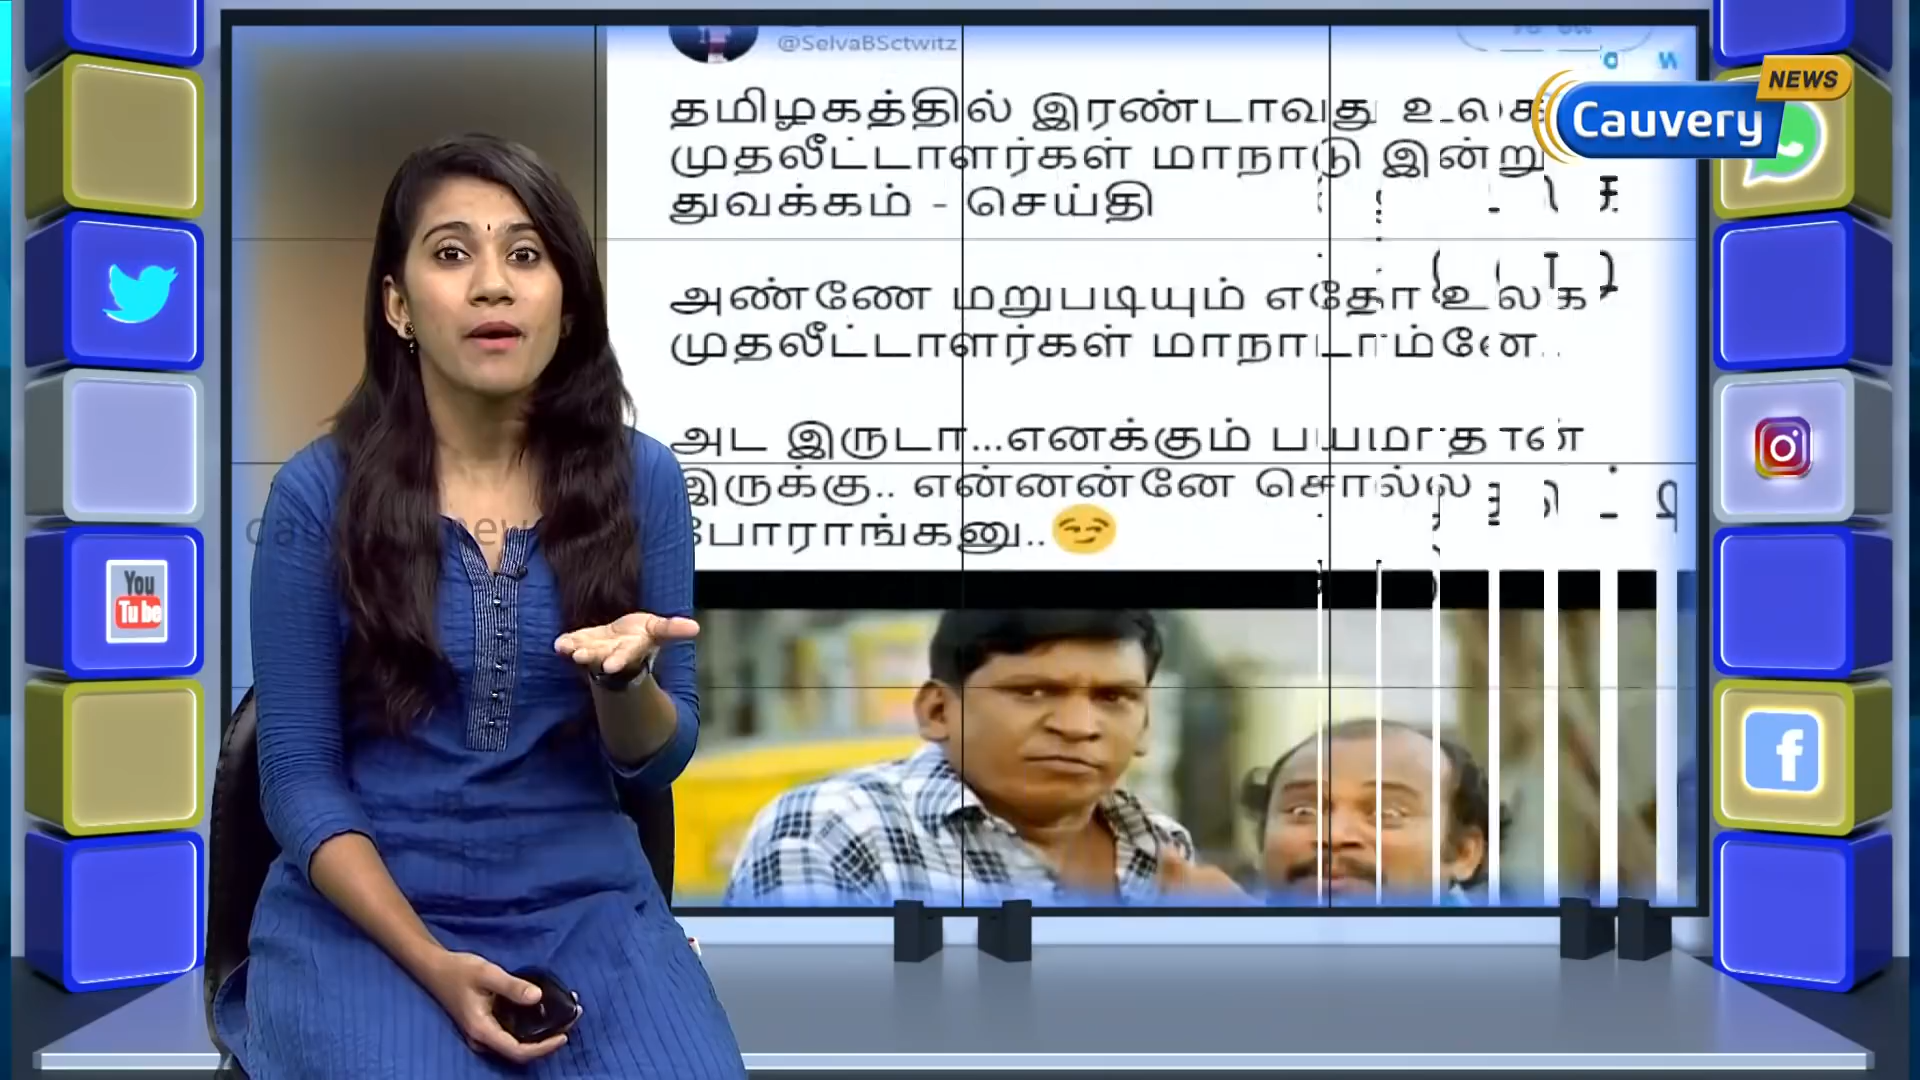 @SelvaBSctwitz
NEWS
Cauvery
தமிழகத்தில் இரண்டாவது உலக
முதலீட்டாளர்கள் மாநாடு இன்று
துவக்கம் - செய்தி
அண்ணே மறுபடியும் எதோ உலக
முதலீட்டாளர்கள் மாநாடாம்னே..
அட இருடா...எனக்கும் பயமாதான்
இருக்கு.. என்னன்னே சொல்ல
போராங்கனு..😏
You
Tube